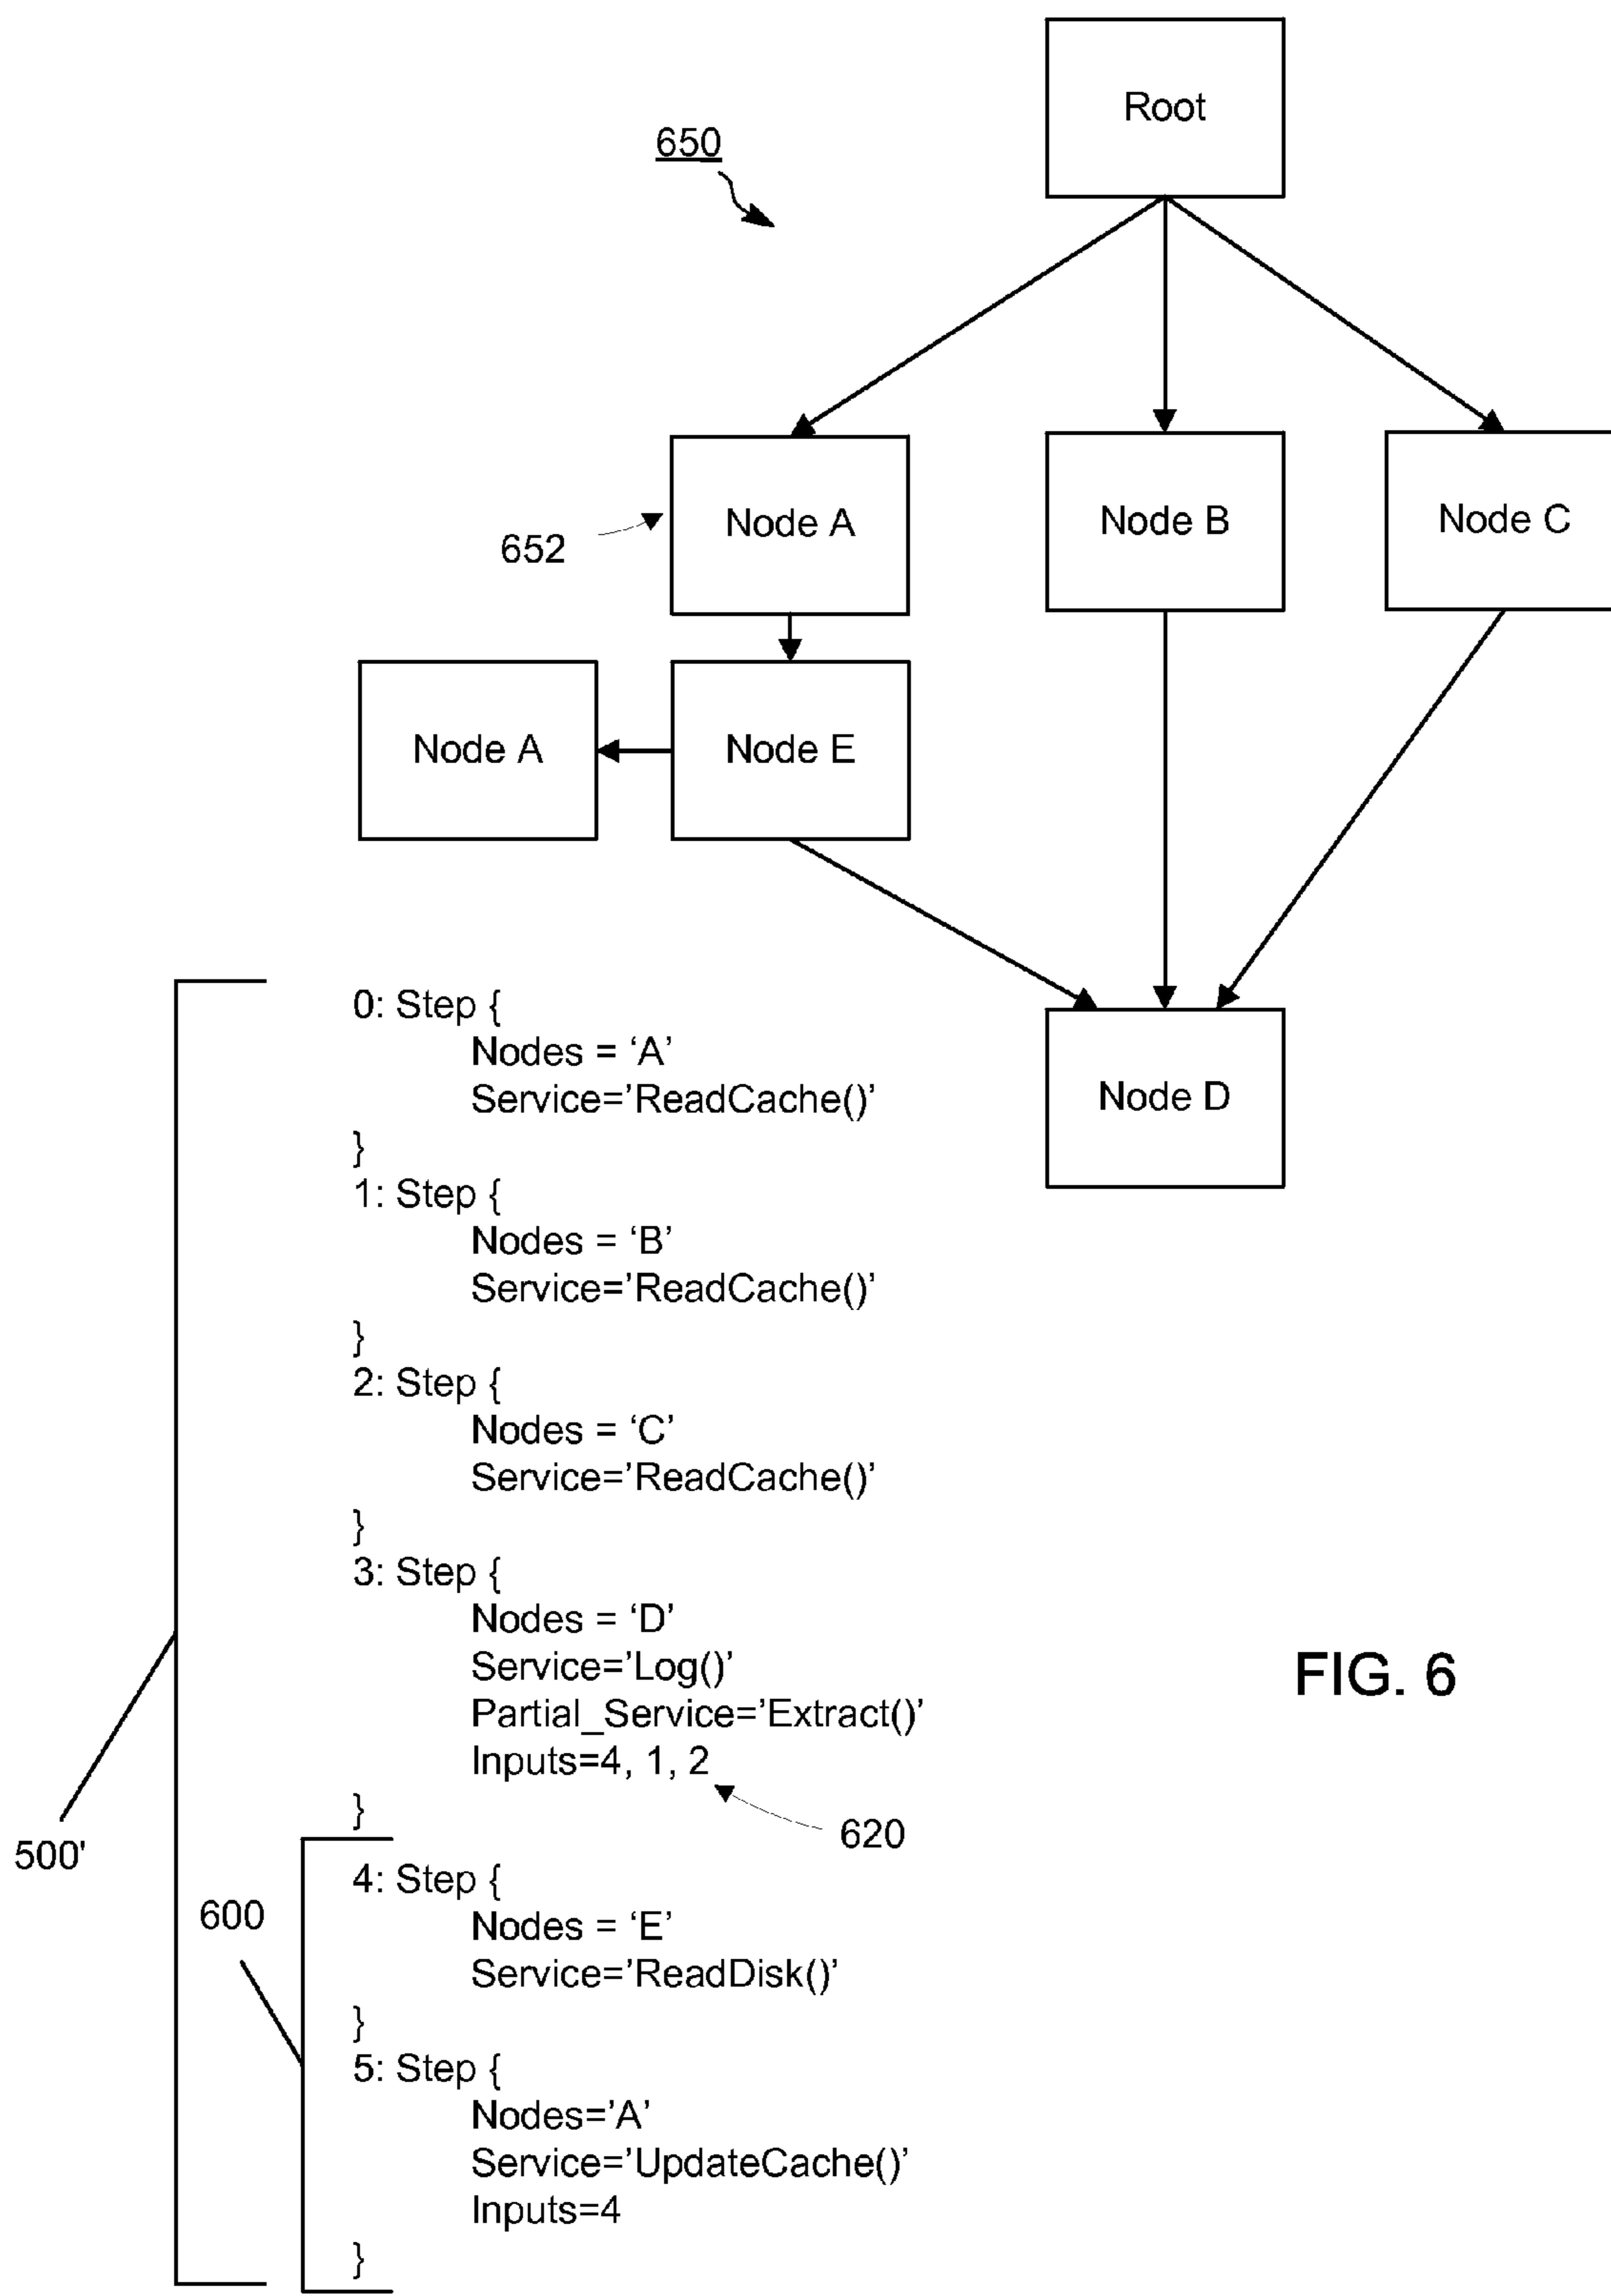 Root
650
Node A
Node B
Node C
652
Node A
Node E
Node D
0: Step {
Nodes = ‘A’
Service=’ReadCache()’
}
1: Step {
Nodes = ‘B’
Service=’ReadCache()’
}
2: Step {
Nodes = ‘C’
Service=’ReadCache()’
}
3: Step {
Nodes = ‘D’
Service=’Log()’
Partial_Service=’Extract()’
Inputs=4, 1, 2
}
620
500'
600
4: Step {
Nodes = ‘E’
Service=’ReadDisk()’
}
5: Step {
Nodes=’A’
Service=’UpdateCache()’
Inputs=4
}
FIG. 6